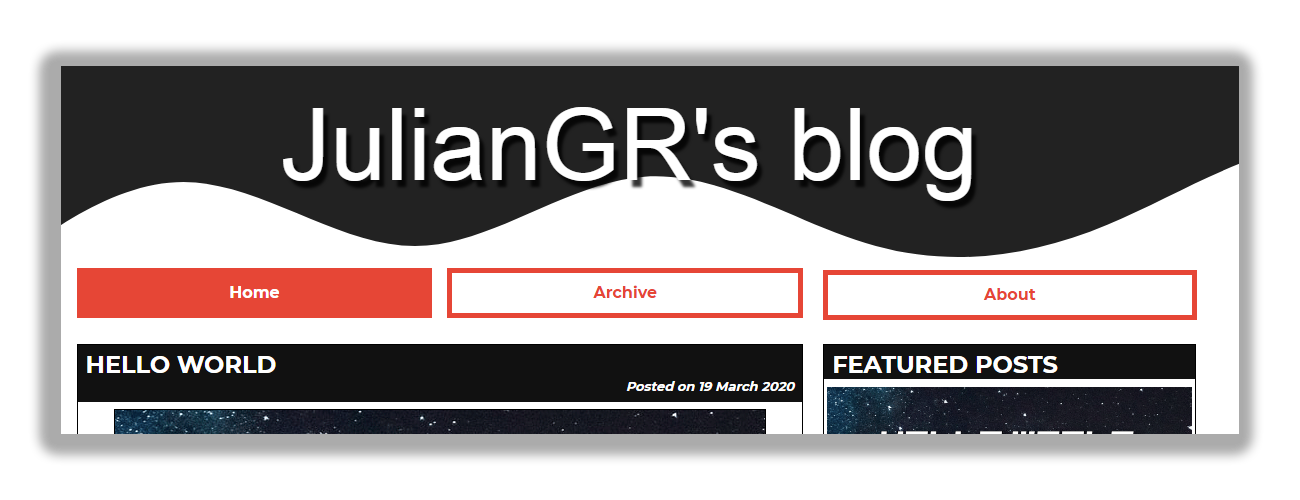 JulianGR's blog
Home
Archive
About
HELLO WORLD
Posted on 19 March 2020
FEATURED POSTS